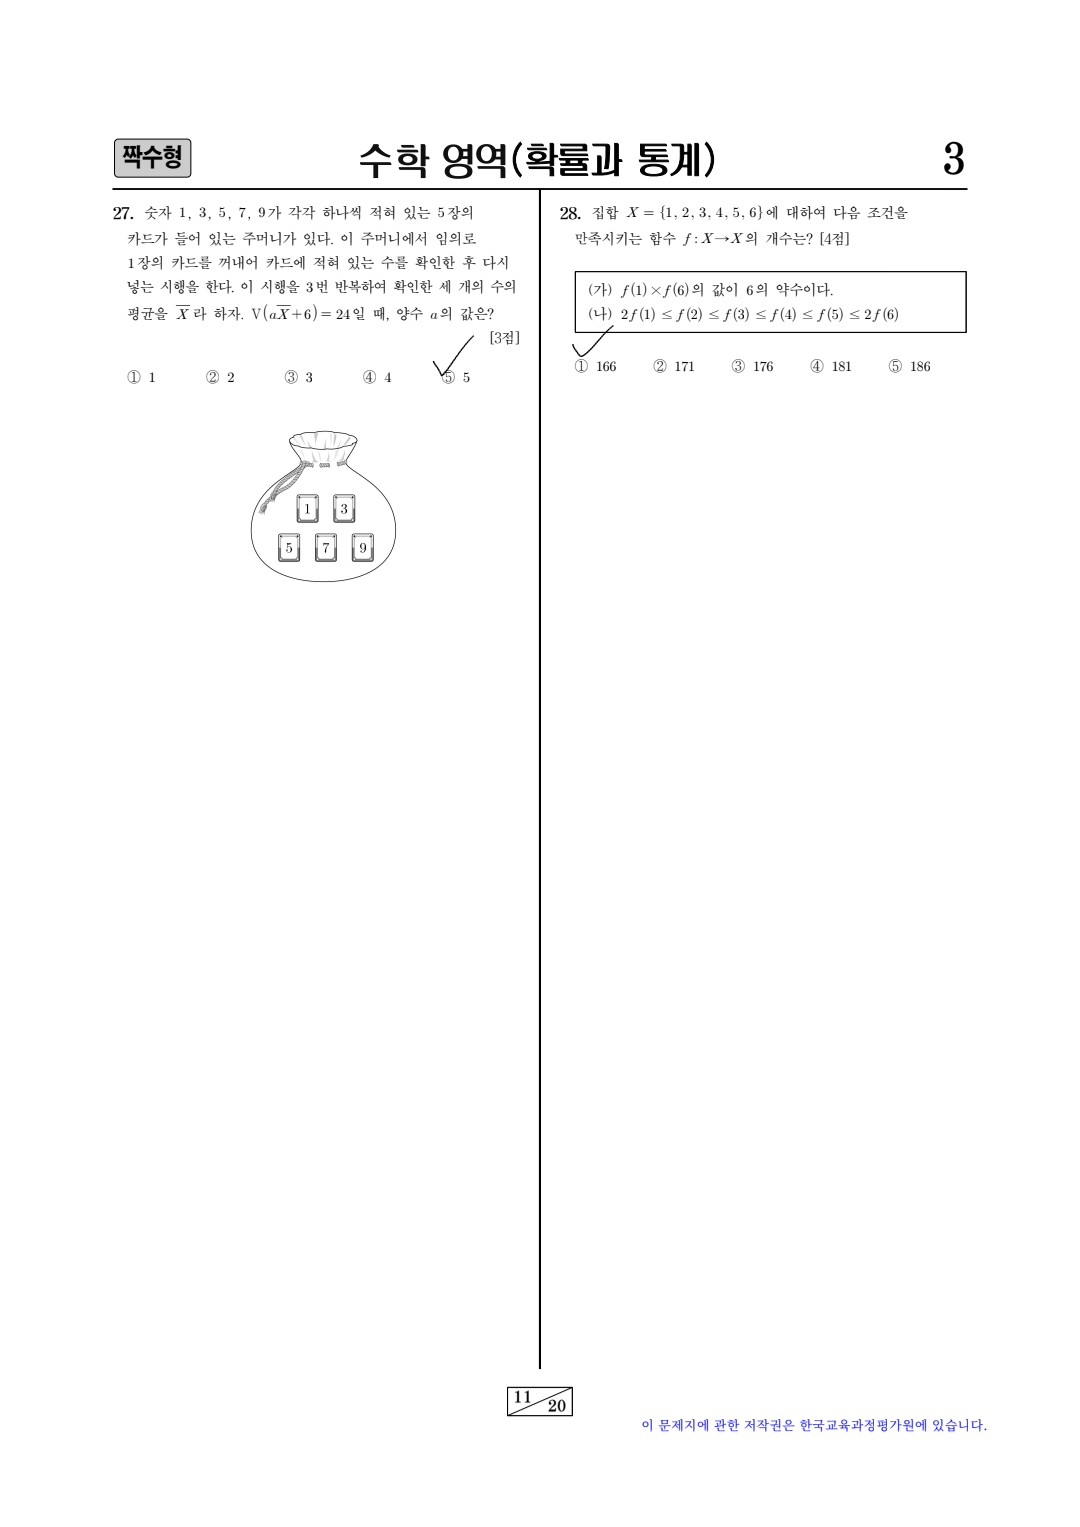 짝수형
수학 영역(확률과 통계)
3
27. 숫자 1, 3, 5, 7, 9가 각각 하나씩 적혀 있는 5장의
카드가 들어 있는 주머니가 있다. 이 주머니에서 임의로
1장의 카드를 꺼내어 카드에 적혀 있는 수를 확인한 후 다시
넣는 시행을 한다. 이 시행을 3번 반복하여 확인한 세 개의 수의
평균을 X̅라 하자. V(aX̅+6)=24일 때, 양수 a의 값은?
[3점]
① 1 ② 2 ③ 3 ④ 4 ⑤ 5
1 3
5 7 9
28. 집합 X={1, 2, 3, 4, 5, 6}에 대하여 다음 조건을
만족시키는 함수 f:X→X의 개수는? [4점]
(가) f(1)×f(6)의 값이 6의 약수이다.
(나) 2f(1)≤f(2)≤f(3)≤f(4)≤f(5)≤2f(6)
① 166 ② 171 ③ 176 ④ 181 ⑤ 186
11
20
이 문제지에 관한 저작권은 한국교육과정평가원에 있습니다.